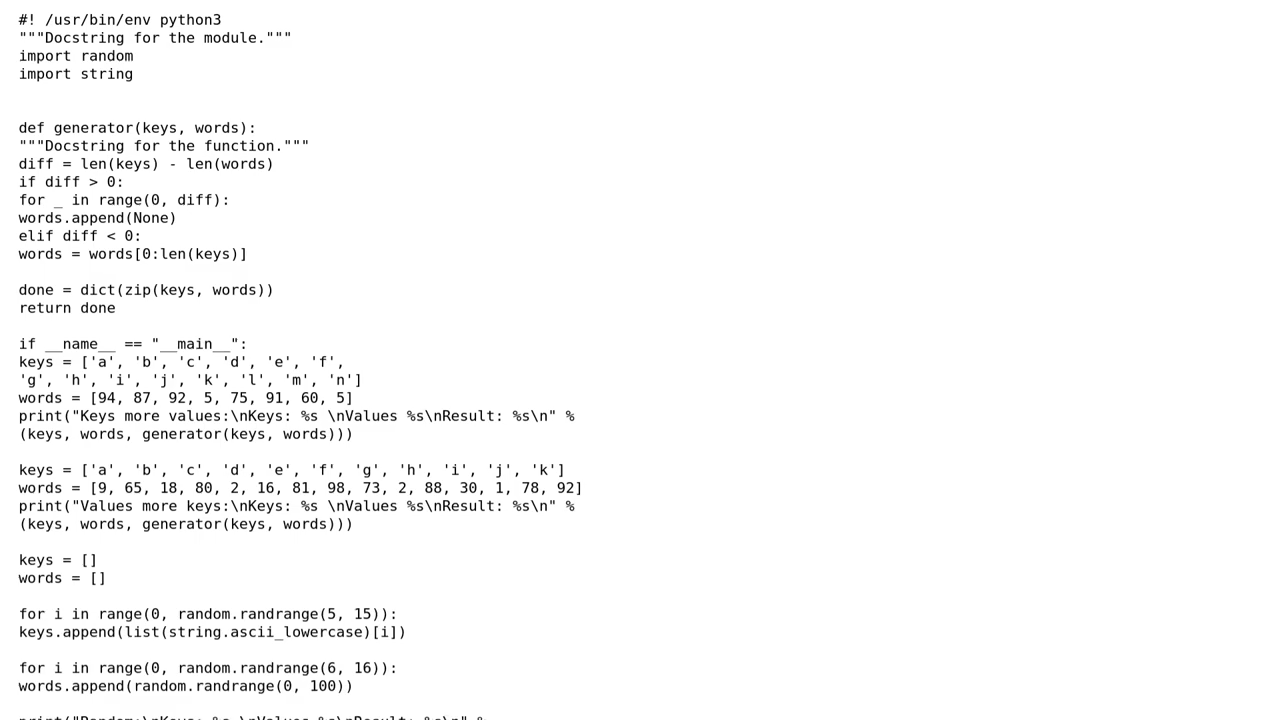 #! /usr/bin/env python3
"""Docstring for the module."""
import random
import string
def generator(keys, words):
"""Docstring for the function."""
diff = len(keys) - len(words)
if diff > 0:
for _ in range(0, diff):
words.append(None)
elif diff < 0:
words = words[0:len(keys)]
done = dict(zip(keys, words))
return done
if __name__ == "__main__":
keys = ['a', 'b', 'c', 'd', 'e', 'f',
'g', 'h', 'i', 'j', 'k', 'l', 'm', 'n']
words = [94, 87, 92, 5, 75, 91, 60, 5]
print("Keys more values:\nKeys: %s \nValues %s\nResult: %s\n" %
(keys, words, generator(keys, words)))
keys = ['a', 'b', 'c', 'd', 'e', 'f', 'g', 'h', 'i', 'j', 'k']
words = [9, 65, 18, 80, 2, 16, 81, 98, 73, 2, 88, 30, 1, 78, 92]
print("Values more keys:\nKeys: %s \nValues %s\nResult: %s\n" %
(keys, words, generator(keys, words)))
keys = []
words = []
for i in range(0, random.randrange(5, 15)):
keys.append(list(string.ascii_lowercase)[i])
for i in range(0, random.randrange(6, 16)):
words.append(random.randrange(0, 100))
print("Random:\nKeys: %s \nValues %s\nResult: %s\n" %